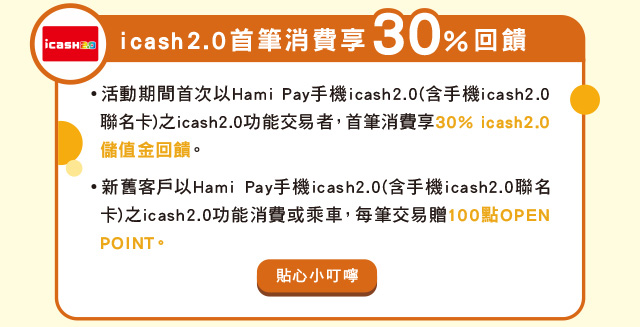 icash2.0
icash2.0首筆消費享30%回饋
•活動期間首次以Hami Pay手機icash2.0(含手機icash2.0
聯名卡)之icash2.0功能交易者，首筆消費享30% icash2.0
儲值金回饋。
•新舊客戶以Hami Pay手機icash2.0(含手機icash2.0聯名
卡)之icash2.0功能消費或乘車，每筆交易贈100點OPEN
POINT。
貼心小叮嚀